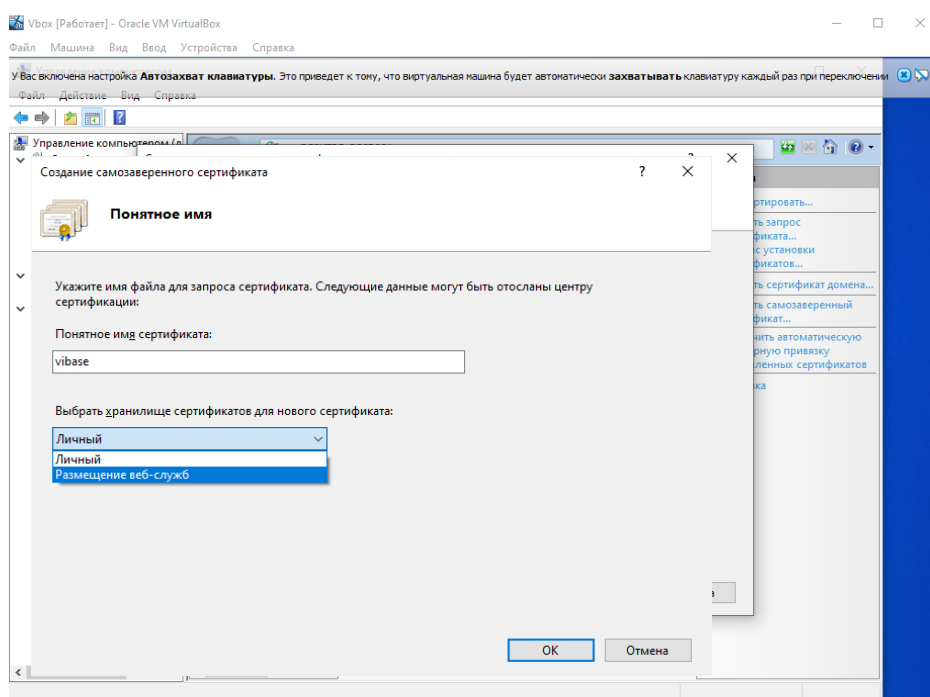 Vbox [Работает] - Oracle VM VirtualBox
Файл Машина Вид Ввод Устройства Справка
У Вас включена настройка Автозахват клавиатуры. Это приведет к тому, что виртуальная машина будет автоматически захватывать клавиатуру каждый раз при переключении
Файл Действие Вид Справка
Управление компьютером (л
Создание самозаверенного сертификата
Понятное имя
Укажите имя файла для запроса сертификата. Следующие данные могут быть отосланы центру
сертификации:
Понятное имя сертификата:
vibase
Выбрать хранилище сертификатов для нового сертификата:
Личный
Личный
Размещение веб-служб
OK
Отмена
ртировать...
ть запрос
фиката...
с установки
фикатов...
ть сертификат домена...
ть самозаверенный
фикат...
чить автоматическую
рную привязку
ленных сертификатов
ка